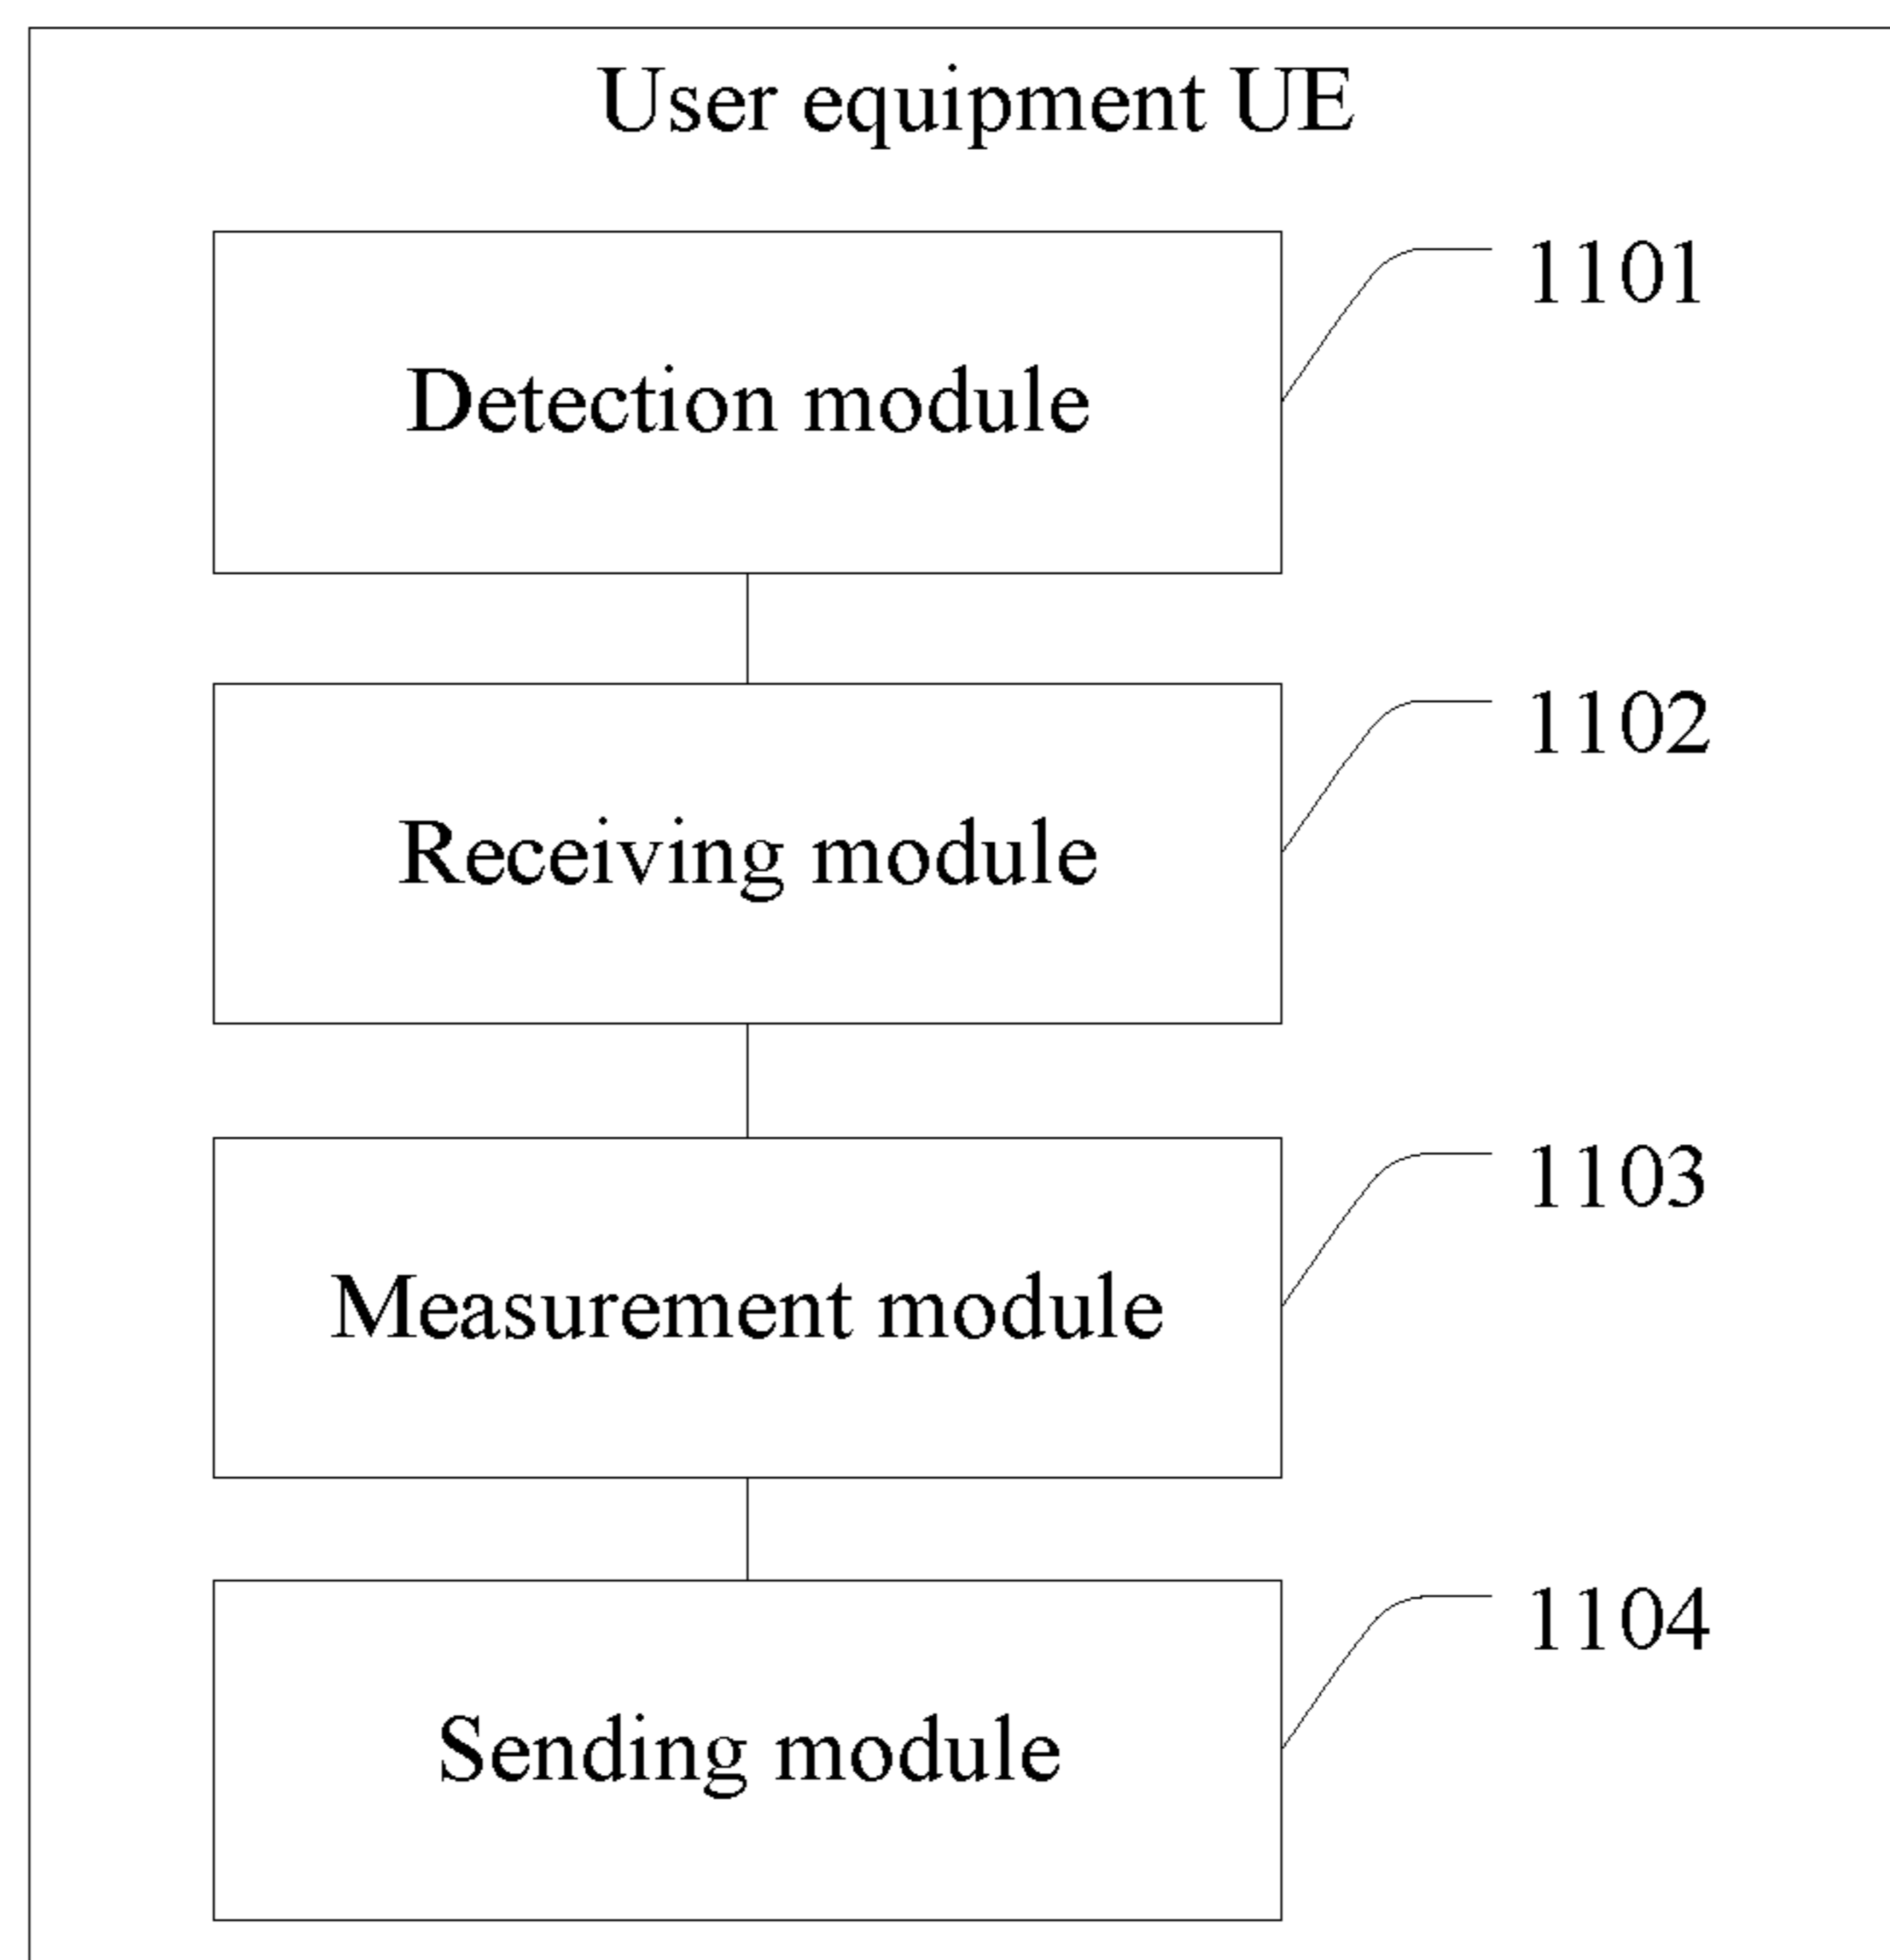 User equipment UE
1101
Detection module
1102
Receiving module
1103
Measurement module
1104
Sending module